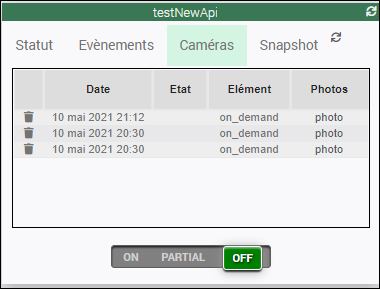 testNewApi
Statut Evènements Caméras Snapshot
Date Etat Elément Photos
10 mai 2021 21:12 on_demand photo
10 mai 2021 20:30 on_demand photo
10 mai 2021 20:30 on_demand photo
ON PARTIAL OFF